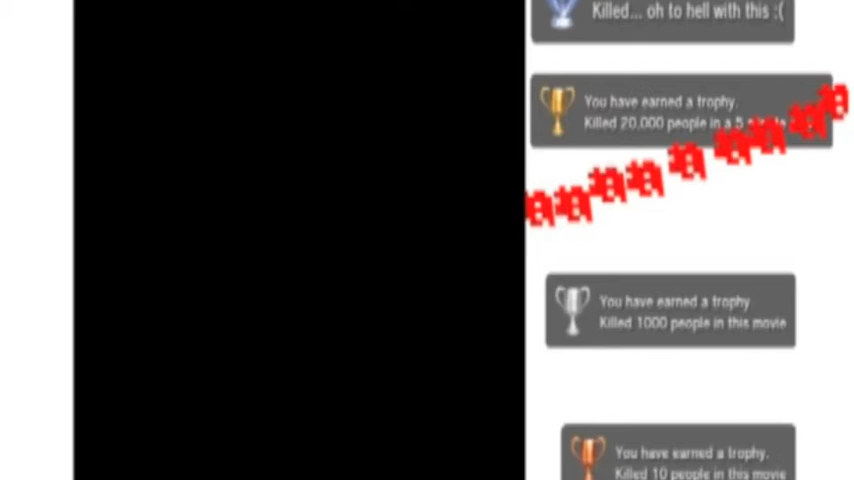 Killed... oh to hell with this :(
You have earned a trophy.
Killed 20,000 people in a 5
You have earned a trophy
Killed 1000 people in this movie
You have earned a trophy.
Killed 10 people in this movie